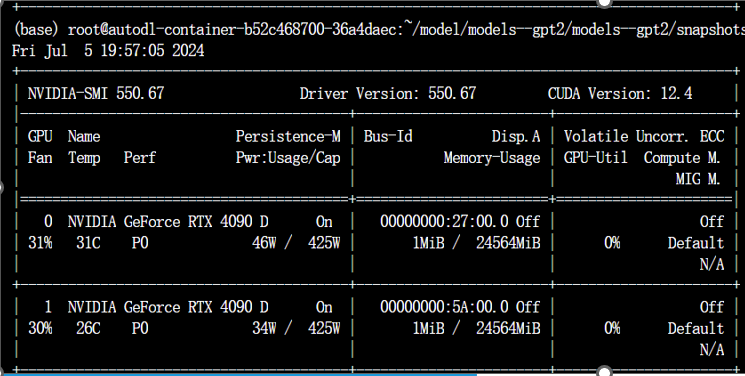 (base) root@autodl-container-b52c468700-36a4daec:~/model/models--gpt2/models--gpt2/snapshots
Fri Jul  5 19:57:05 2024
+-----------------------------------------------------------------------------------------+
| NVIDIA-SMI 550.67                 Driver Version: 550.67         CUDA Version: 12.4     |
|-----------------------------------------+------------------------+----------------------+
| GPU  Name                 Persistence-M | Bus-Id          Disp.A | Volatile Uncorr. ECC |
| Fan  Temp   Perf          Pwr:Usage/Cap |           Memory-Usage | GPU-Util  Compute M. |
|                                         |                        |               MIG M. |
|=========================================+========================+======================|
|   0  NVIDIA GeForce RTX 4090 D      On  |   00000000:27:00.0 Off |                  Off |
| 31%   31C    P0              46W /  425W |       1MiB /  24564MiB |      0%      Default |
|                                         |                        |                  N/A |
+-----------------------------------------+------------------------+----------------------+
|   1  NVIDIA GeForce RTX 4090 D      On  |   00000000:5A:00.0 Off |                  Off |
| 30%   26C    P0              34W /  425W |       1MiB /  24564MiB |      0%      Default |
|                                         |                        |                  N/A |
+-----------------------------------------+------------------------+----------------------+